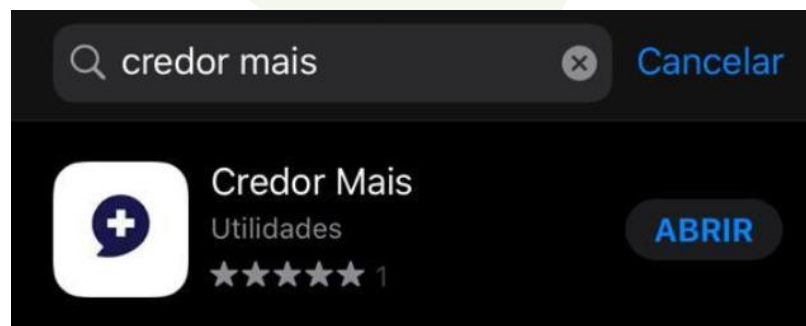 credor mais Cancelar
Credor Mais
Utilidades
ABRIR
1